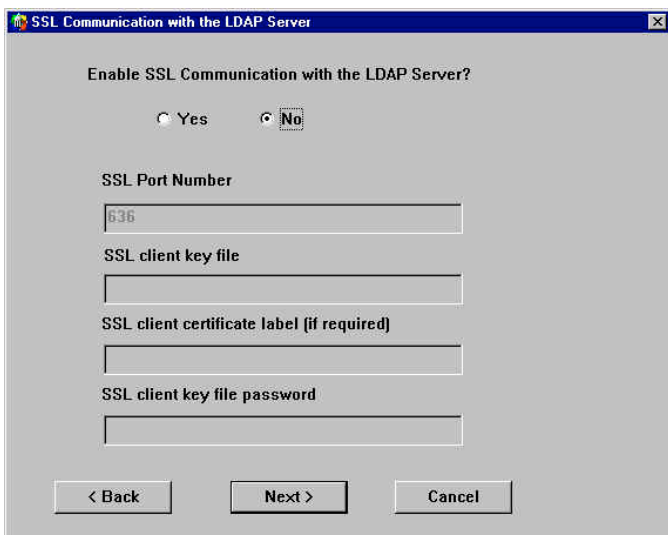 SSL Communication with the LDAP Server
Enable SSL Communication with the LDAP Server?
Yes No
SSL Port Number
636
SSL client key file
SSL client certificate label (if required)
SSL client key file password
< Back Next > Cancel